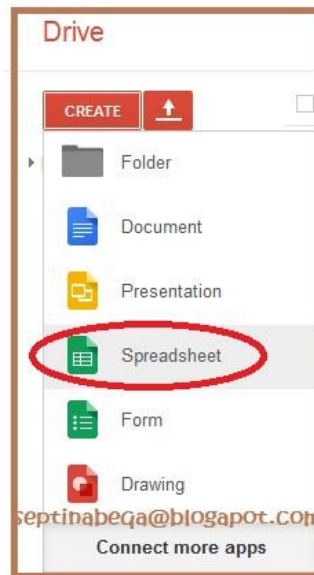 Drive
CREATE
Folder
Document
Presentation
Spreadsheet
Form
Drawing
septinabega@blogapot.com
Connect more apps